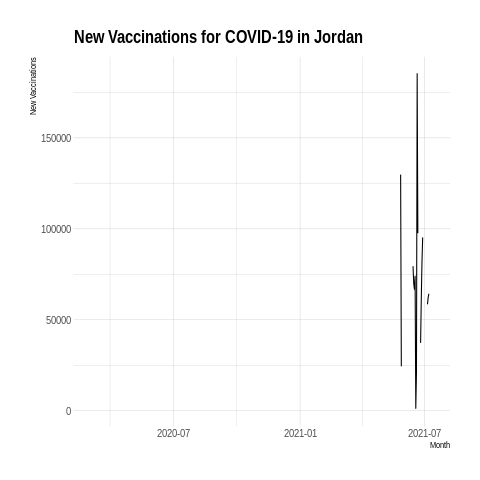 New Vaccinations for COVID-19 in Jordan
New Vaccinations
150000
100000
50000
0
2020-07
2021-01
2021-07
Month